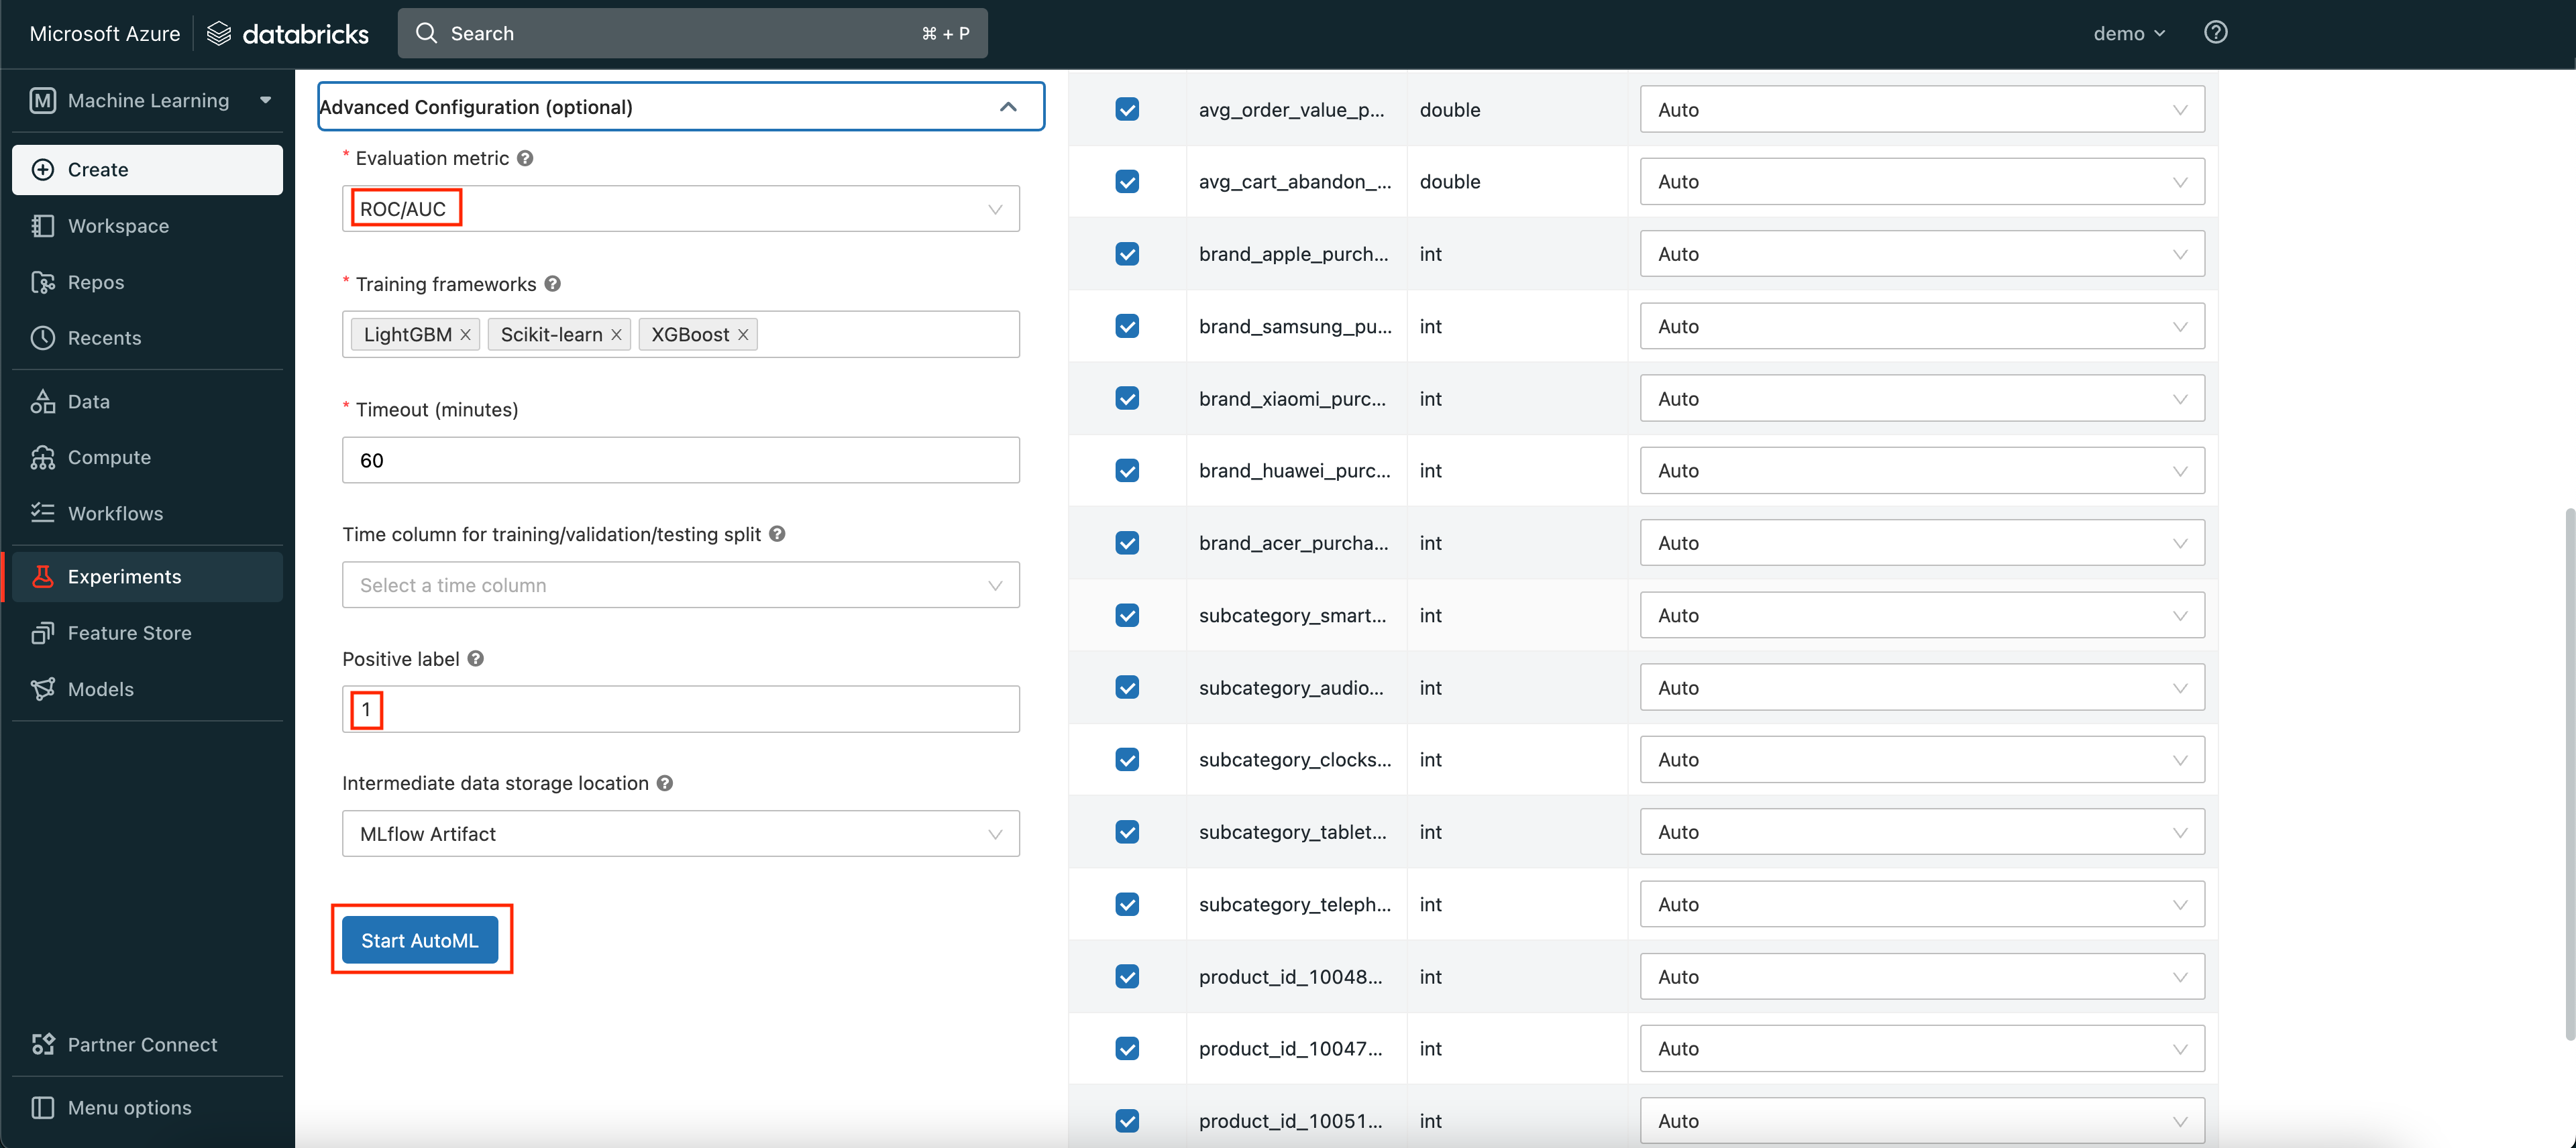 Microsoft Azure databricks Search ⌘ + P demo
Machine Learning
Create
Workspace
Repos
Recents
Data
Compute
Workflows
Experiments
Feature Store
Models
Partner Connect
Menu options
Advanced Configuration (optional)
* Evaluation metric
ROC/AUC
* Training frameworks
LightGBM Scikit-learn XGBoost
* Timeout (minutes)
60
Time column for training/validation/testing split
Select a time column
Positive label
1
Intermediate data storage location
MLflow Artifact
Start AutoML
avg_order_value_p... double Auto
avg_cart_abandon_... double Auto
brand_apple_purch... int Auto
brand_samsung_pu... int Auto
brand_xiaomi_purc... int Auto
brand_huawei_purc... int Auto
brand_acer_purcha... int Auto
subcategory_smart... int Auto
subcategory_audio... int Auto
subcategory_clocks... int Auto
subcategory_tablet... int Auto
subcategory_teleph... int Auto
product_id_10048... int Auto
product_id_10047... int Auto
product_id_10051... int Auto